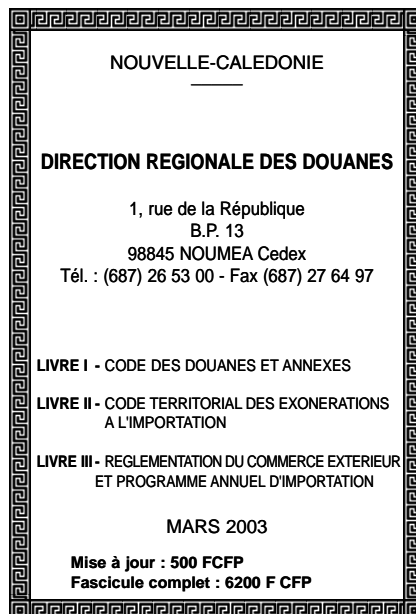 NOUVELLE-CALEDONIE
DIRECTION REGIONALE DES DOUANES
1, rue de la République
B.P. 13
98845 NOUMEA Cedex
Tél. : (687) 26 53 00 - Fax (687) 27 64 97
LIVRE I - CODE DES DOUANES ET ANNEXES
LIVRE II - CODE TERRITORIAL DES EXONERATIONS
A L'IMPORTATION
LIVRE III - REGLEMENTATION DU COMMERCE EXTERIEUR
ET PROGRAMME ANNUEL D'IMPORTATION
MARS 2003
Mise à jour : 500 FCFP
Fascicule complet : 6200 F CFP